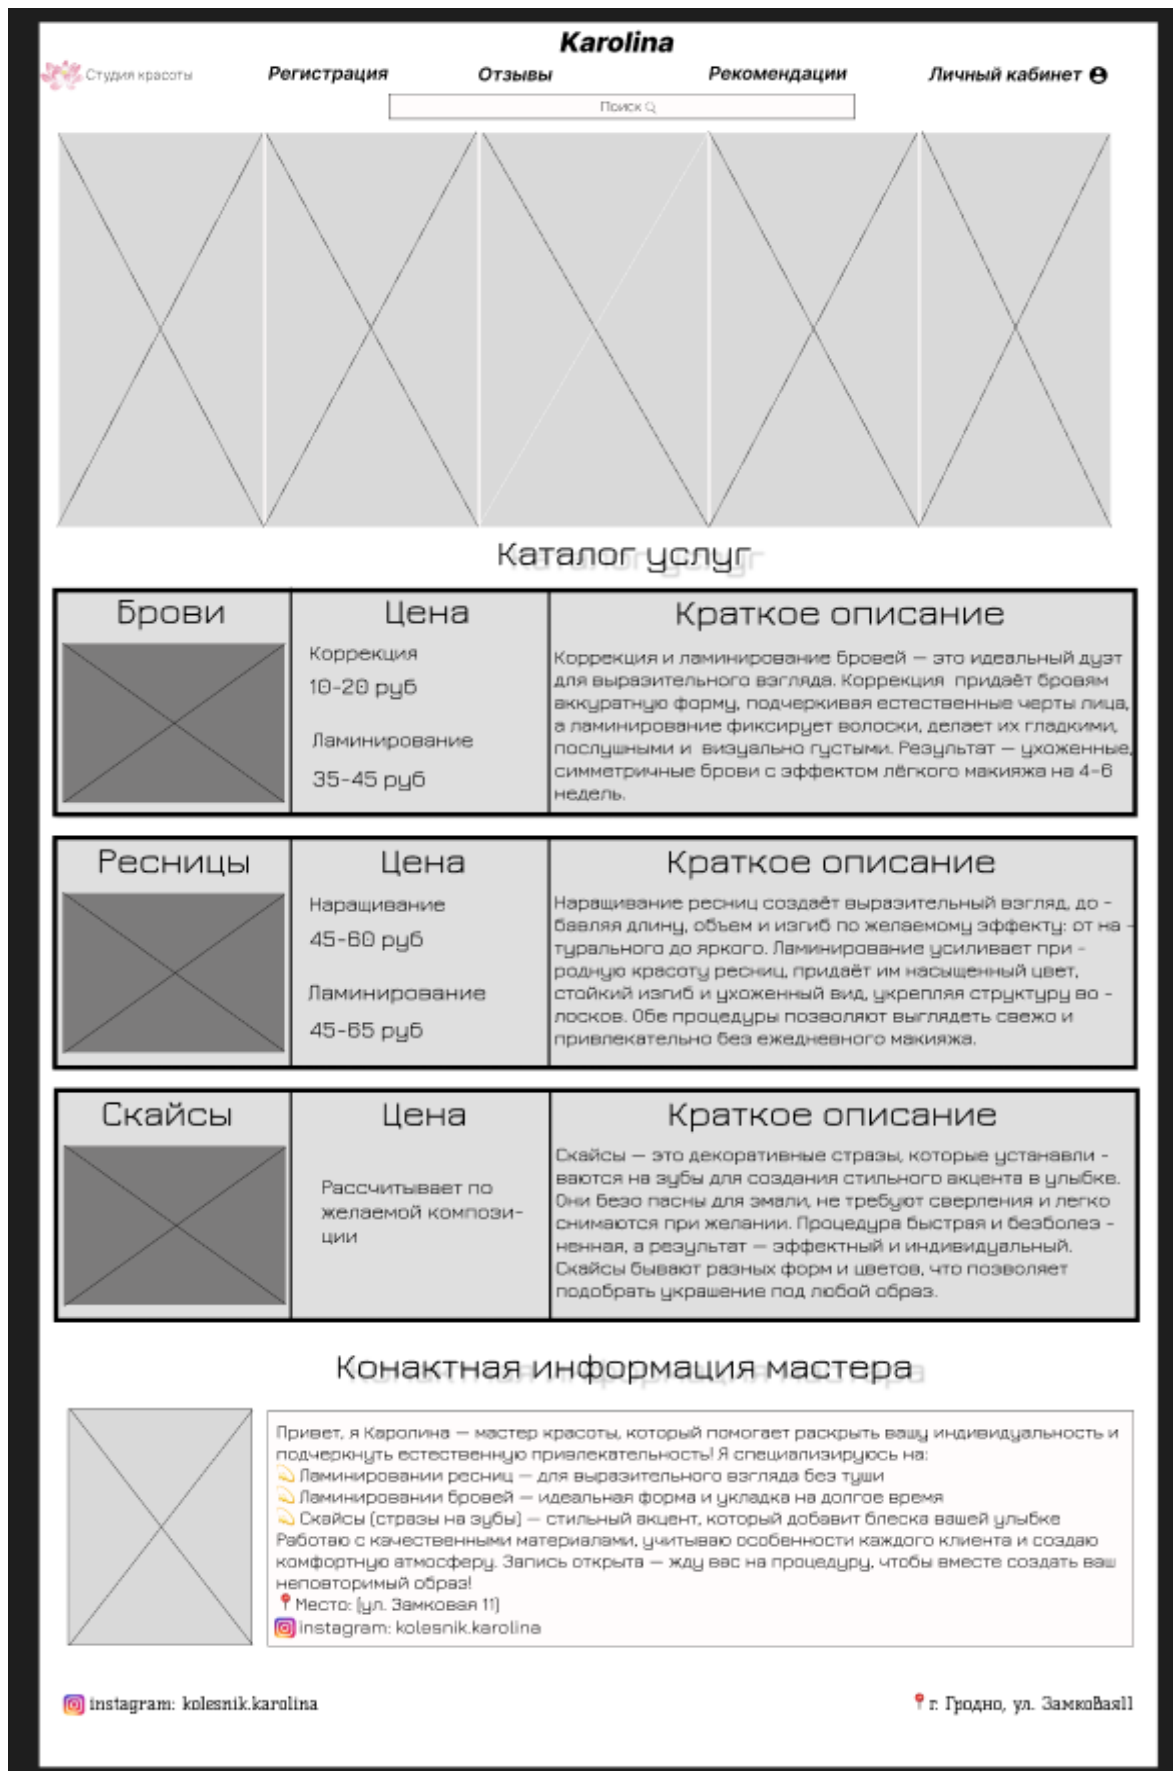 Karolina
Студия красоты
Регистрация
Отзывы
Рекомендации
Личный кабинет
Поиск
Каталог услуг
Брови
Цена
Коррекция
10-20 руб
Ламинирование
35-45 руб
Краткое описание
Коррекция и ламинирование бровей — это идеальный дуэт
для выразительного взгляда. Коррекция придаёт бровям
аккуратную форму, подчеркивая естественные черты лица,
а ламинирование фиксирует волоски, делает их гладкими,
послушными и визуально густыми. Результат — ухоженные,
симметричные брови с эффектом лёгкого макияжа на 4-6
недель.
Ресницы
Цена
Наращивание
45-60 руб
Ламинирование
45-65 руб
Краткое описание
Наращивание ресниц создаёт выразительный взгляд, до -
бавляя длину, объем и изгиб по желаемому эффекту: от на -
турального до яркого. Ламинирование усиливает при -
родную красоту ресниц, придаёт им насыщенный цвет,
стойкий изгиб и ухоженный вид, укрепляя структуру во -
лосков. Обе процедуры позволяют выглядеть свежо и
привлекательно без ежедневного макияжа.
Скайсы
Цена
Рассчитывает по
желаемой компози-
ции
Краткое описание
Скайсы — это декоративные стразы, которые устанавли -
ваются на зубы для создания стильного акцента в улыбке.
Они безо пасны для эмали, не требуют сверления и легко
снимаются при желании. Процедура быстрая и безболез -
ненная, а результат — эффектный и индивидуальный.
Скайсы бывают разных форм и цветов, что позволяет
подобрать украшение под любой образ.
Конактная информация мастера
Привет, я Каролина — мастер красоты, который помогает раскрыть вашу индивидуальность и
подчеркнуть естественную привлекательность! Я специализируюсь на:
💫 Ламинировании ресниц — для выразительного взгляда без туши
💫 Ламинировании бровей — идеальная форма и укладка на долгое время
💫 Скайсы (стразы на зубы) — стильный акцент, который добавит блеска вашей улыбке
Работаю с качественными материалами, учитываю особенности каждого клиента и создаю
комфортную атмосферу. Запись открыта — жду вас на процедуру, чтобы вместе создать ваш
неповторимый образ!
📍Место: (ул. Замковая 11)
instagram: kolesnik.karolina
instagram: kolesnik.karolina
📍г. Гродно, ул. Замковая11